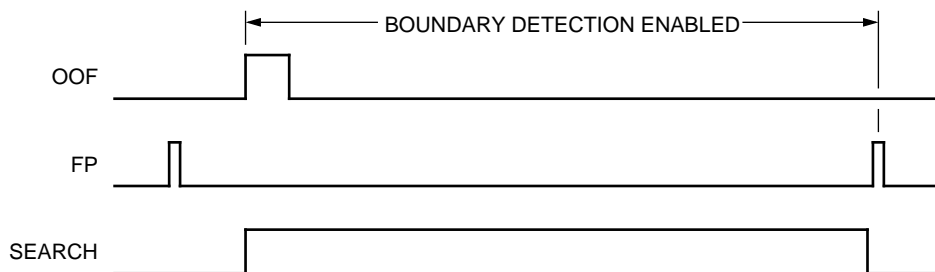 BOUNDARY DETECTION ENABLED
OOF
FP
SEARCH